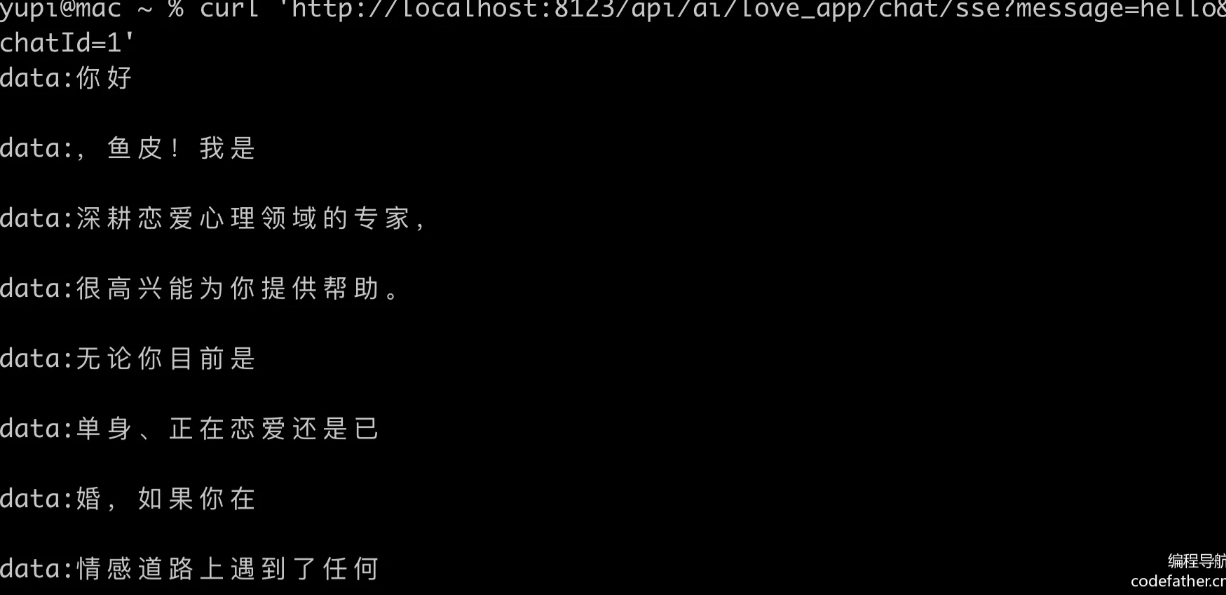 yupi@mac ~ % curl 'http://localhost:8123/api/ai/love_app/chat/sse?message=hello&
chatId=1'
data:你好
data:，鱼皮！我是
data:深耕恋爱心理领域的专家，
data:很高兴能为你提供帮助。
data:无论你目前是
data:单身、正在恋爱还是已
data:婚，如果你在
data:情感道路上遇到了任何
编程导航
codefather.cn